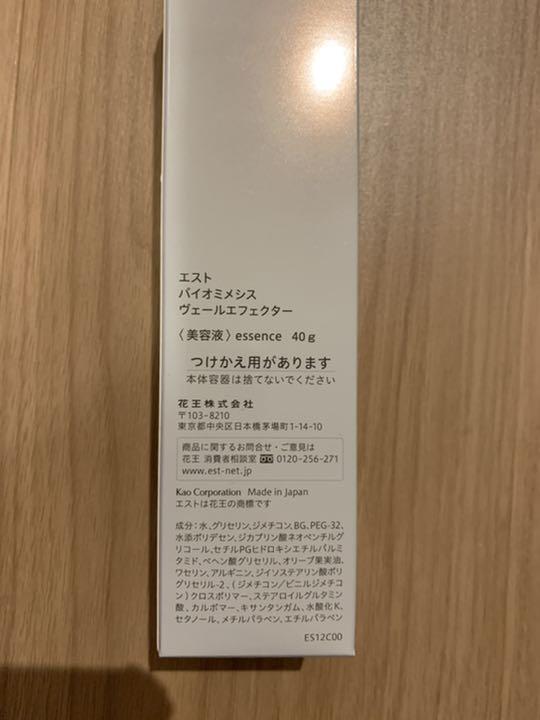 エスト
バイオミメシス
ヴェールエフェクター
〈美容液〉essence 40g
つけかえ用があります
本体容器は捨てないでください
花王株式会社
〒103-8210
東京都中央区日本橋茅場町1-14-10
商品に関するお問合せ・ご意見は
花王 消費者相談室 0120-256-271
www.est-net.jp
Kao Corporation Made in Japan
エストは花王の商標です
成分:水、グリセリン、ジメチコン、BG、PEG-32、
水添ポリデセン、ジカプリン酸ネオペンチルグ
リコール、セチルPGヒドロキシエチルパルミ
タミド、ベヘン酸グリセリル、オリーブ果実油、
ワセリン、アルギニン、ジイソステアリン酸ポリ
グリセリル-2、(ジメチコン/ビニルジメチコ
ン)クロスポリマー、ステアロイルグルタミン
酸、カルボマー、キサンタンガム、水酸化K、
セタノール、メチルパラベン、エチルパラベン
ES12C00